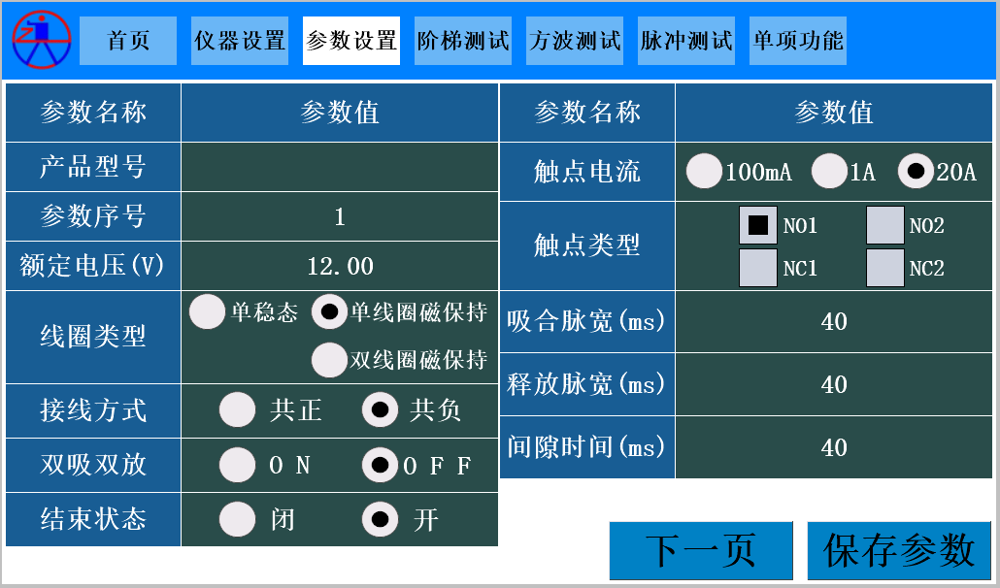 首页 仪器设置 参数设置 阶梯测试 方波测试 脉冲测试 单项功能
参数名称 参数值
产品型号
参数序号 1
额定电压(V) 12.00
线圈类型 单稳态 单线圈磁保持
双线圈磁保持
接线方式 共正 共负
双吸双放 O N O F F
结束状态 闭 开
参数名称 参数值
触点电流 100mA 1A 20A
触点类型 NO1 NO2
NC1 NC2
吸合脉宽(ms) 40
释放脉宽(ms) 40
间隙时间(ms) 40
下一页 保存参数